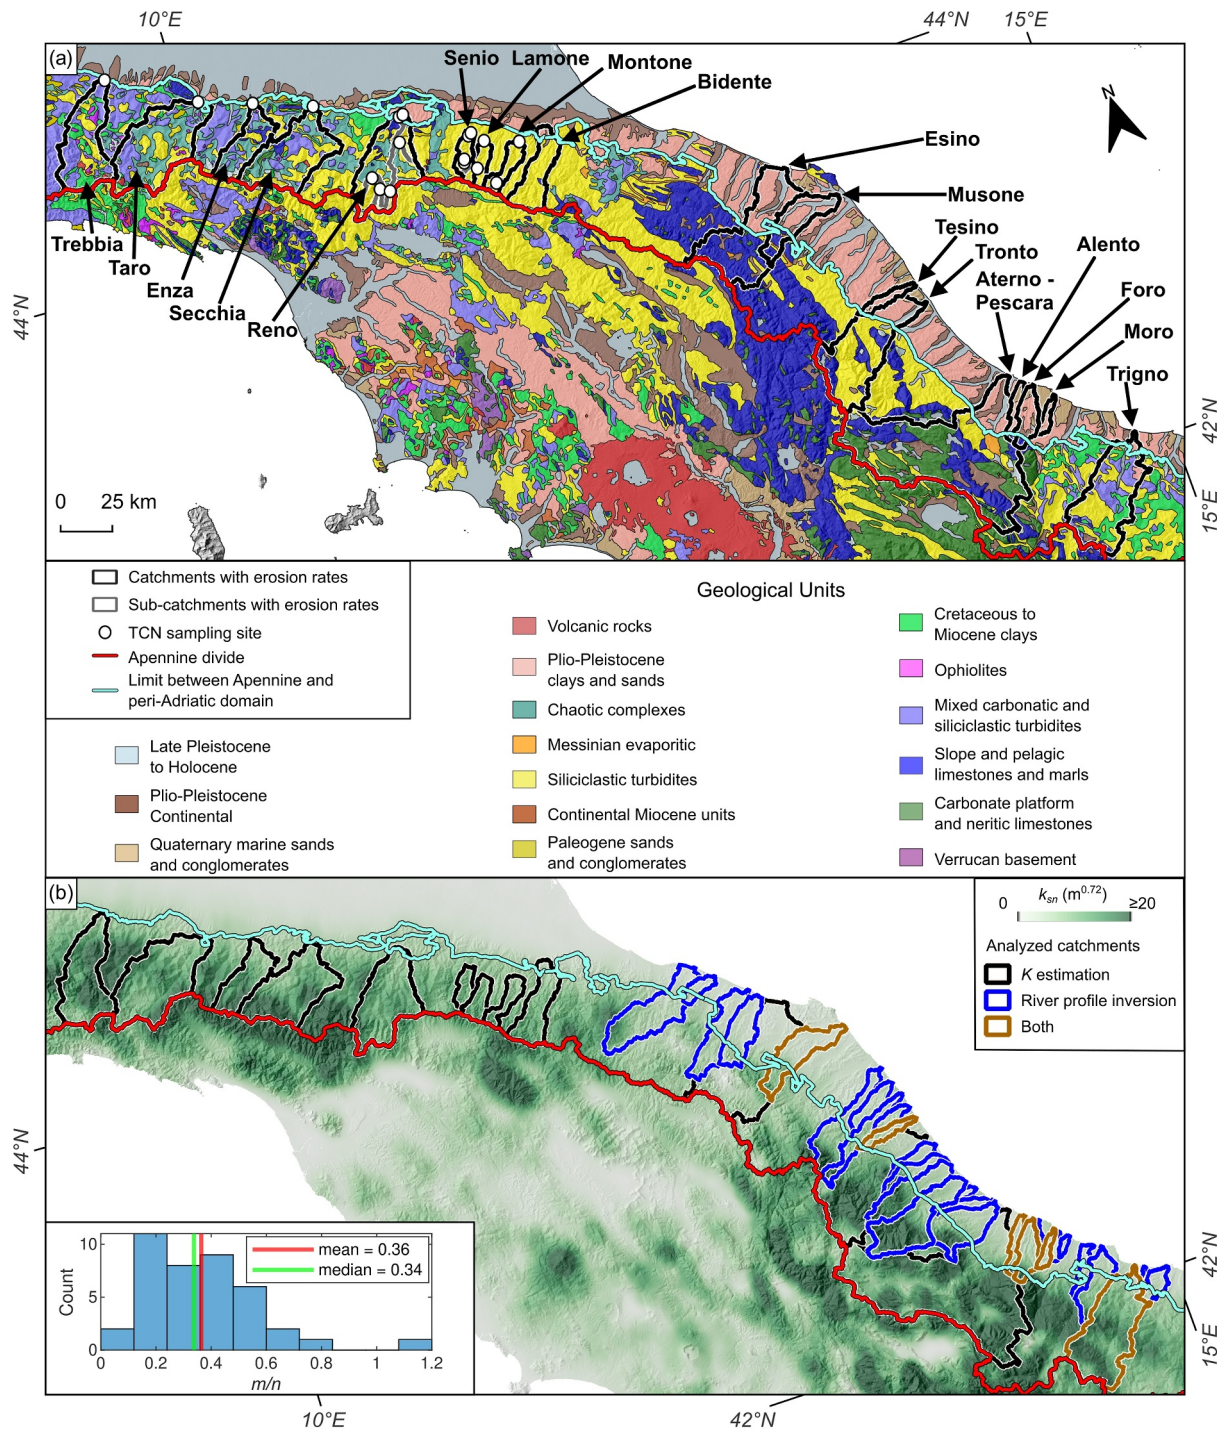 10°E
44°N
15°E
(a)
Senio
Lamone
Montone
Bidente
N
Esino
Musone
Tesino
Tronto
Alento
Aterno -
Pescara
Foro
Moro
Trigno
Trebbia
Taro
Enza
Secchia
Reno
44°N
42°N
15°E
0 25 km
Catchments with erosion rates
Sub-catchments with erosion rates
TCN sampling site
Apennine divide
Limit between Apennine and
peri-Adriatic domain
Geological Units
Late Pleistocene
to Holocene
Plio-Pleistocene
Continental
Quaternary marine sands
and conglomerates
Volcanic rocks
Plio-Pleistocene
clays and sands
Chaotic complexes
Messinian evaporitic
Siliciclastic turbidites
Continental Miocene units
Paleogene sands
and conglomerates
Cretaceous to
Miocene clays
Ophiolites
Mixed carbonatic and
siliciclastic turbidites
Slope and pelagic
limestones and marls
Carbonate platform
and neritic limestones
Verrucan basement
(b)
ksn (m0.72)
0 ≥20
Analyzed catchments
K estimation
River profile inversion
Both
44°N
42°N
15°E
10
5
0
Count
mean = 0.36
median = 0.34
0 0.2 0.4 0.6 0.8 1 1.2
m/n
10°E
42°N